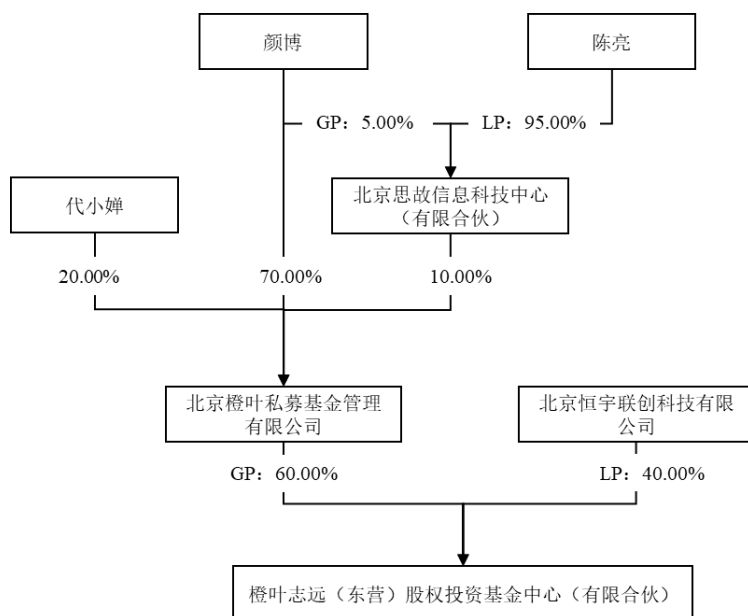 颜博
陈亮
GP：5.00%
LP：95.00%
代小婵
北京思故信息科技中心
（有限合伙）
20.00%
70.00%
10.00%
北京橙叶私募基金管理
有限公司
北京恒宇联创科技有限
公司
GP：60.00%
LP：40.00%
橙叶志远（东营）股权投资基金中心（有限合伙）